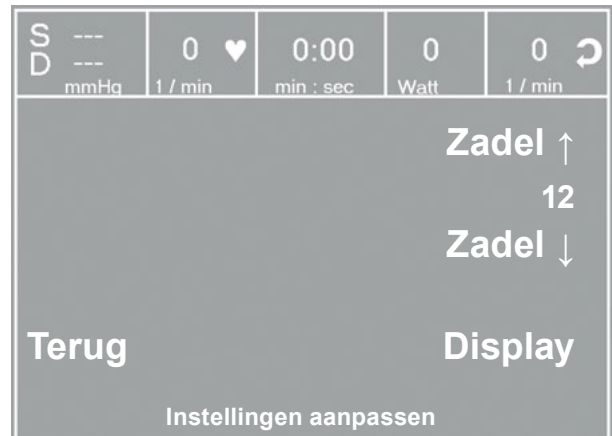 S ---
D ---
mmHg
0 ♥
1 / min
0:00
min : sec
0
Watt
0
1 / min
Zadel ↑
12
Zadel ↓
Terug
Display
Instellingen aanpassen